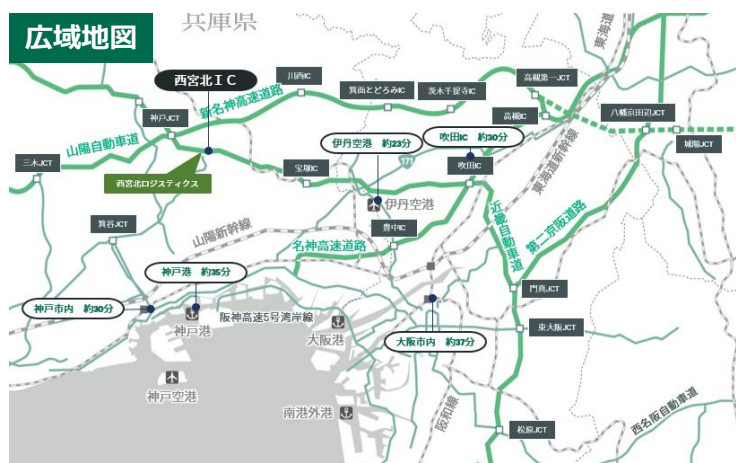 広域地図
兵庫県
東海道
西宮北IC
川西IC
新名神高速道路
箕面とどろみIC
茨木千提寺IC
高槻第一JCT
高槻IC
八幡京田辺JCT
城陽JCT
神戸JCT
山陽自動車道
三木JCT
伊丹空港 約23分
吹田IC 約30分
吹田IC
宝塚IC
西宮北ロジスティクス
東海道新幹線
伊丹空港
近畿自動車道
第二京阪道路
箕谷JCT
山陽新幹線
名神高速道路
豊中IC
神戸港 約35分
神戸市内 約30分
門真JCT
阪神高速5号湾岸線
神戸港
大阪港
大阪市内 約37分
東大阪JCT
神戸空港
南港外港
阪和線
西名阪自動車道
松原JCT